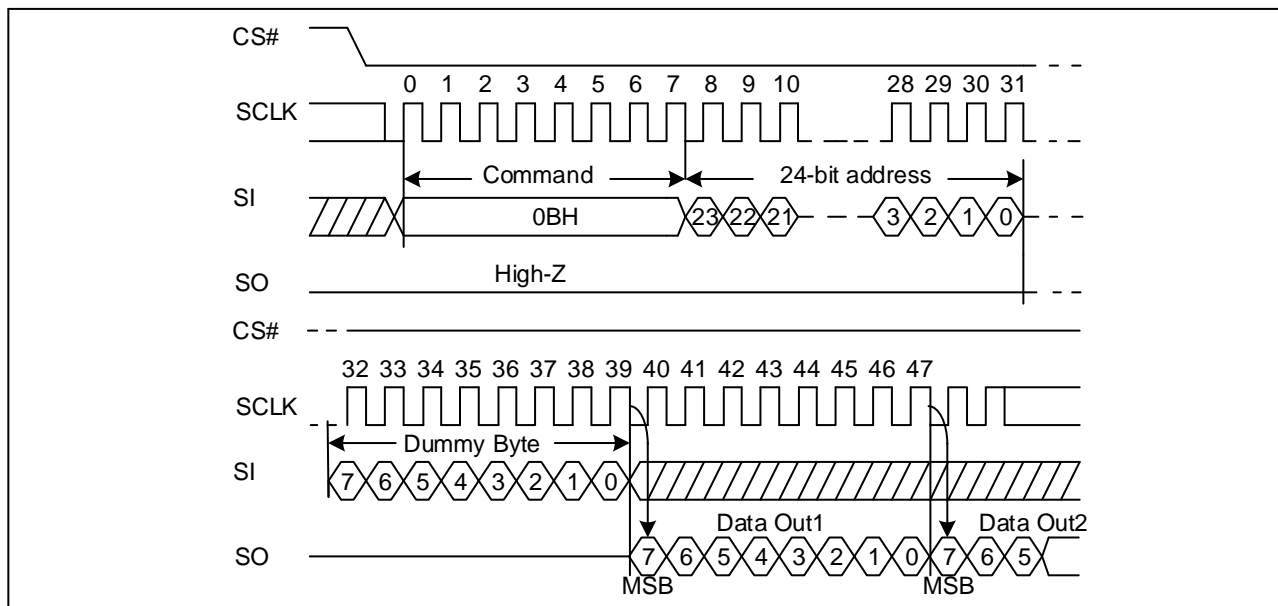 CS#
0 1 2 3 4 5 6 7 8 9 10 28 29 30 31
SCLK
Command 24-bit address
SI
0BH 23 22 21 3 2 1 0
High-Z
SO
CS#
32 33 34 35 36 37 38 39 40 41 42 43 44 45 46 47
SCLK
Dummy Byte
SI
7 6 5 4 3 2 1 0
Data Out1 Data Out2
SO
7 6 5 4 3 2 1 0 7 6 5
MSB MSB